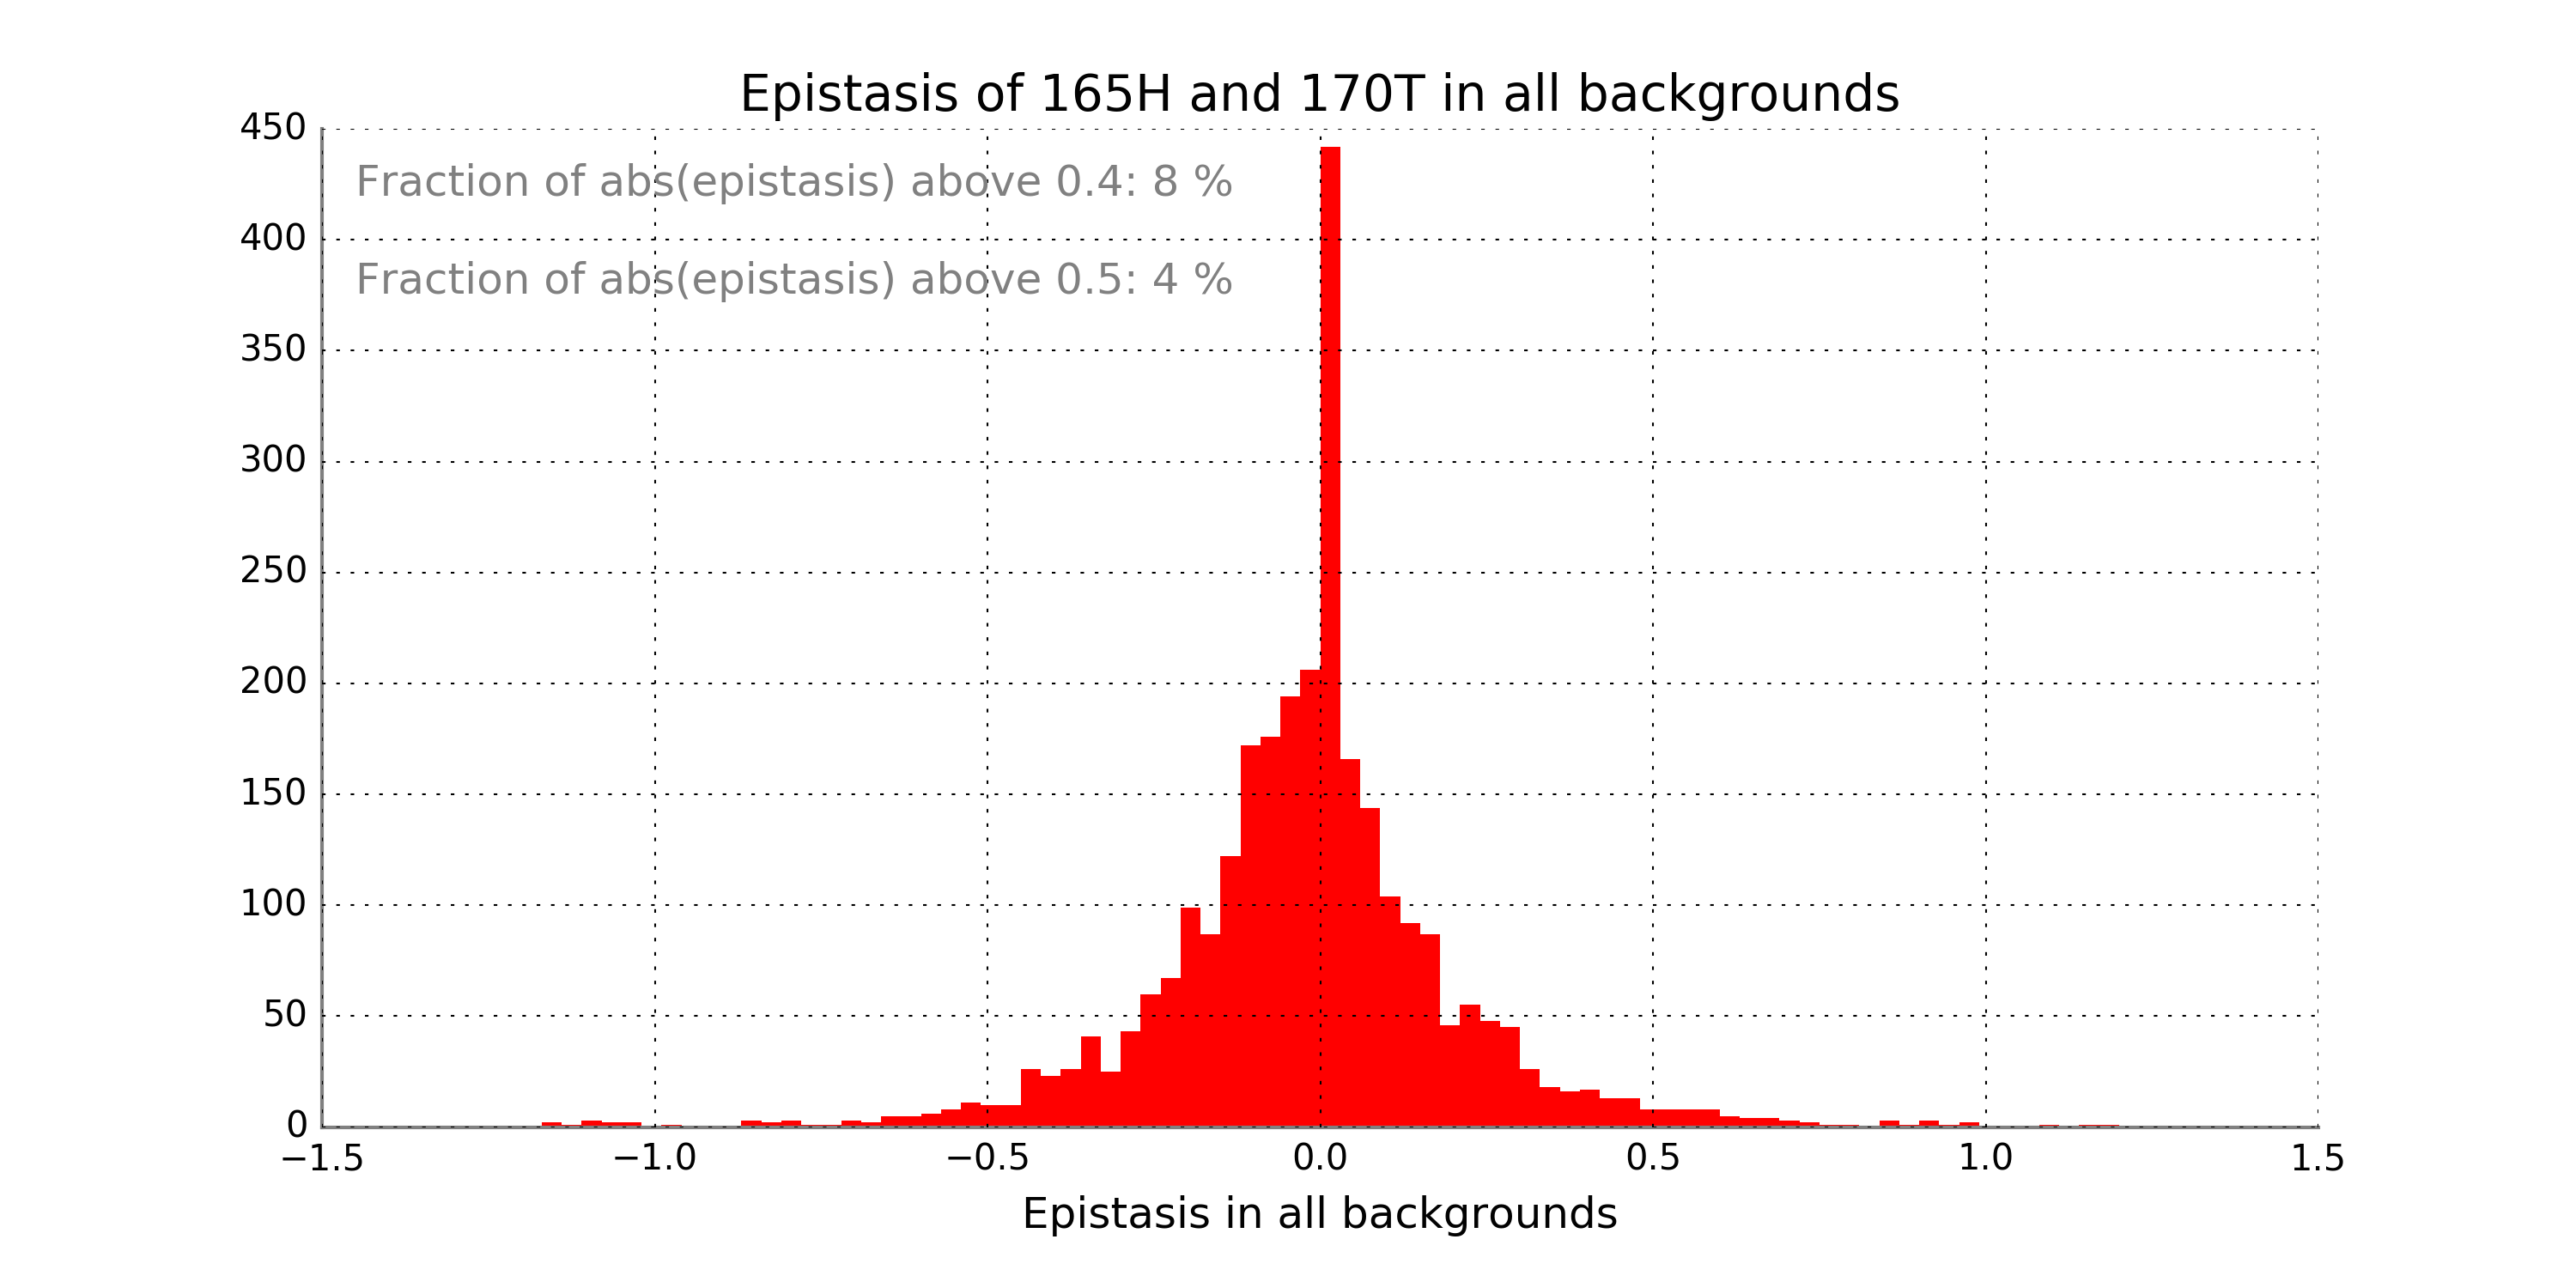 Epistasis of 165H and 170T in all backgrounds
450
Fraction of abs(epistasis) above 0.4: 8 %
400
Fraction of abs(epistasis) above 0.5: 4 %
350
300
250
200
150
100
50
0
−1.5 −1.0 −0.5 0.0 0.5 1.0 1.5
Epistasis in all backgrounds